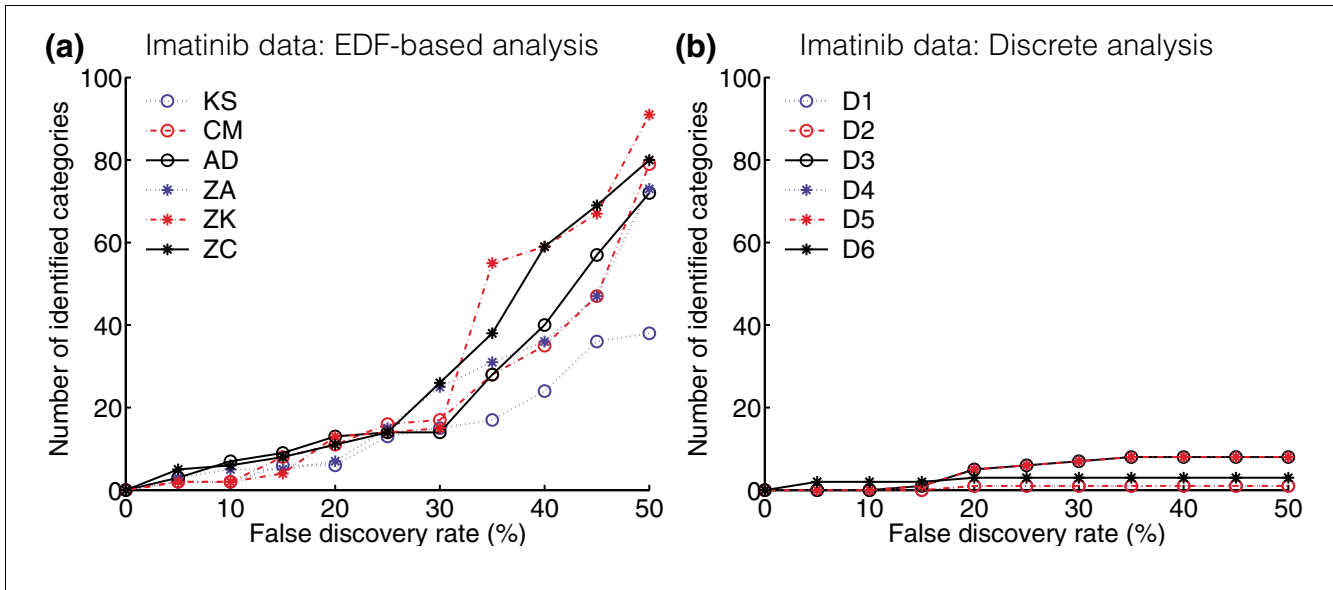 (a) Imatinib data: EDF-based analysis
Number of identified categories
100
80
60
40
20
0
KS
CM
AD
ZA
ZK
ZC
0 10 20 30 40 50
False discovery rate (%)
(b) Imatinib data: Discrete analysis
Number of identified categories
100
80
60
40
20
0
D1
D2
D3
D4
D5
D6
0 10 20 30 40 50
False discovery rate (%)